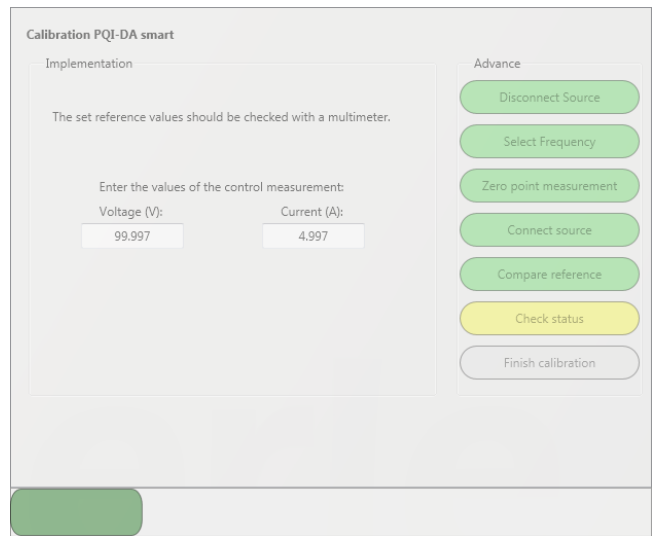 Calibration PQI-DA smart
Implementation
The set reference values should be checked with a multimeter.
Enter the values of the control measurement:
Voltage (V): Current (A):
99.997 4.997
Advance
Disconnect Source
Select Frequency
Zero point measurement
Connect source
Compare reference
Check status
Finish calibration